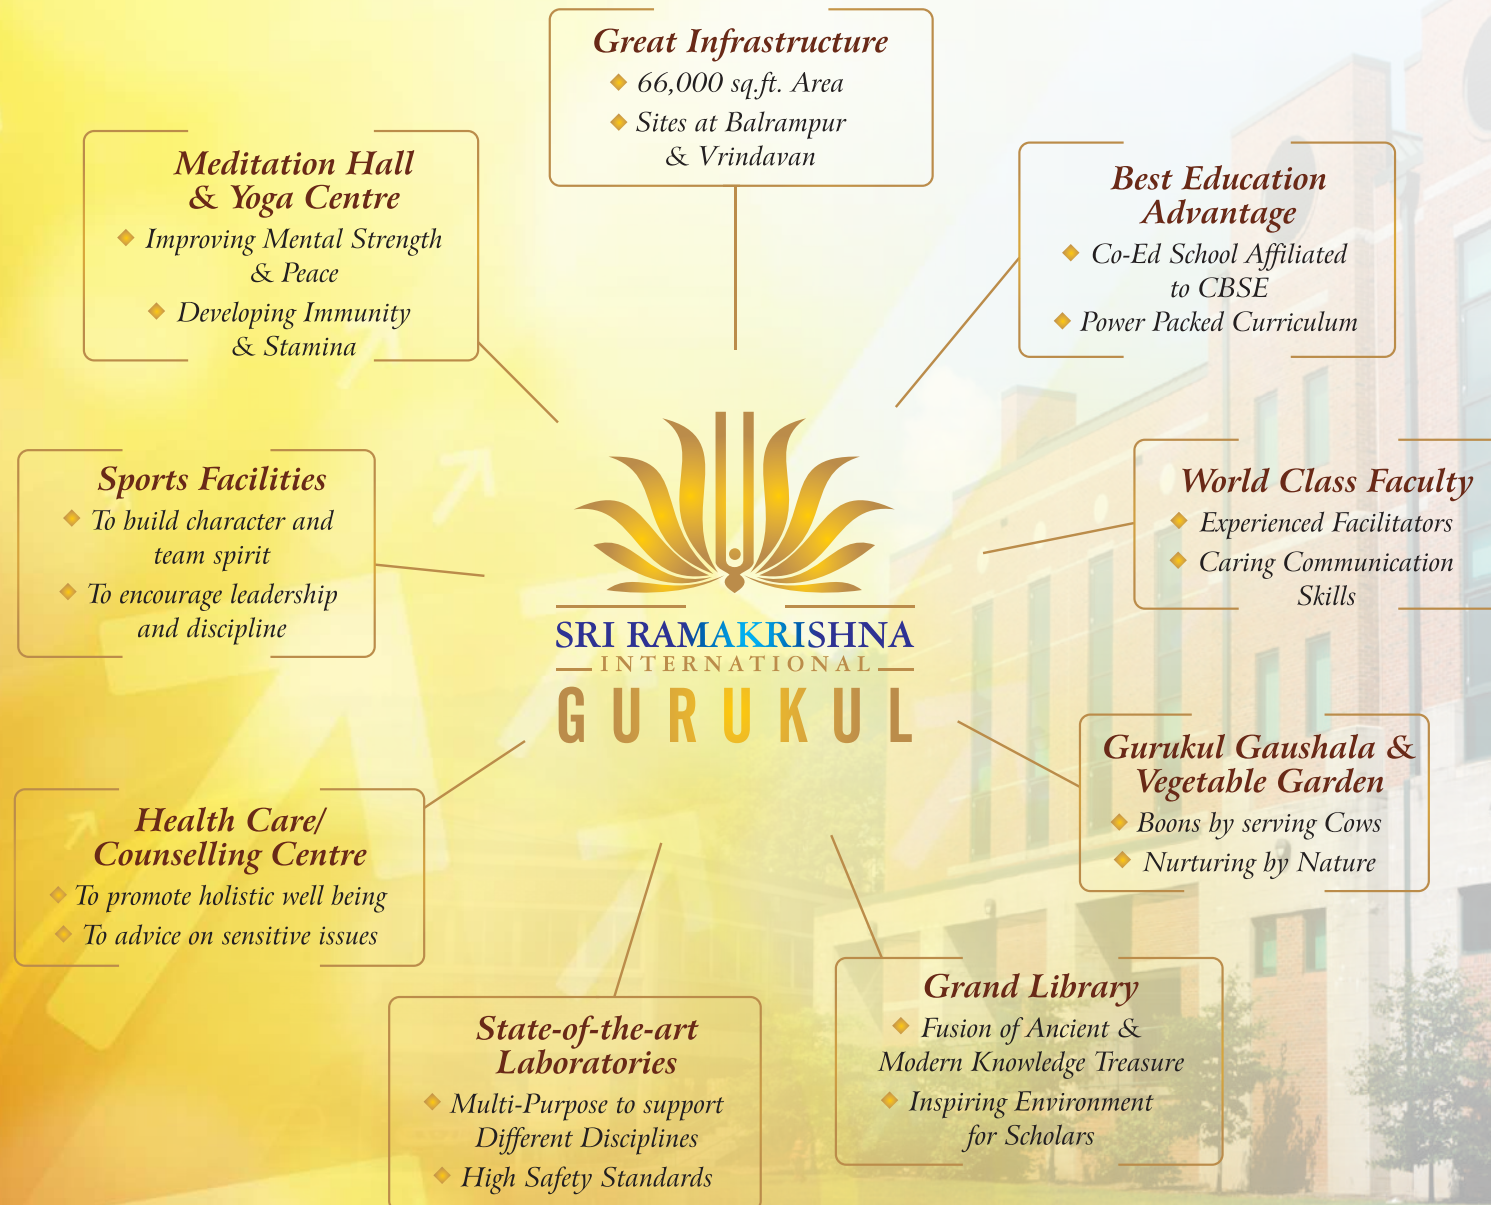 Great Infrastructure
66,000 sq.ft. Area
Sites at Balrampur
& Vrindavan
Meditation Hall
& Yoga Centre
Improving Mental Strength
& Peace
Developing Immunity
& Stamina
Best Education
Advantage
Co-Ed School Affiliated
to CBSE
Power Packed Curriculum
Sports Facilities
To build character and
team spirit
To encourage leadership
and discipline
World Class Faculty
Experienced Facilitators
Caring Communication
Skills
SRI RAMAKRISHNA
INTERNATIONAL
GURUKUL
Gurukul Gaushala &
Vegetable Garden
Boons by serving Cows
Nurturing by Nature
Health Care/
Counselling Centre
To promote holistic well being
To advice on sensitive issues
Grand Library
Fusion of Ancient &
Modern Knowledge Treasure
Inspiring Environment
for Scholars
State-of-the-art
Laboratories
Multi-Purpose to support
Different Disciplines
High Safety Standards